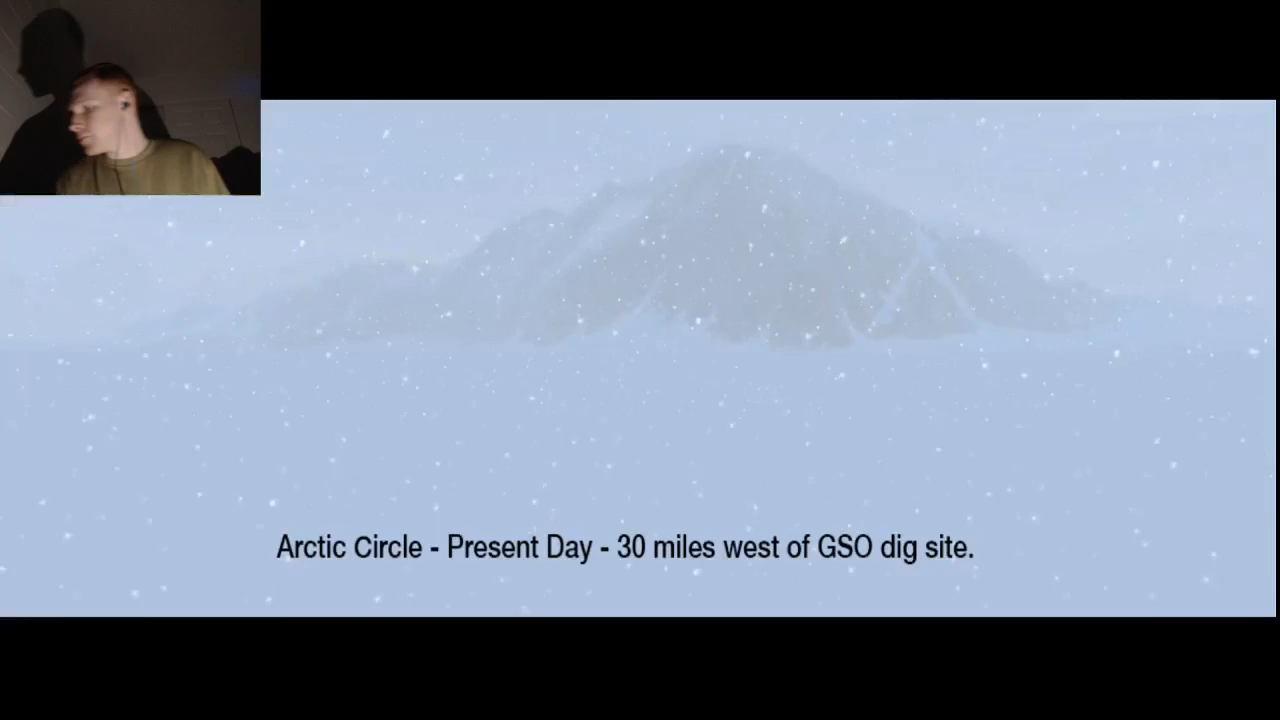 Arctic Circle - Present Day - 30 miles west of GSO dig site.